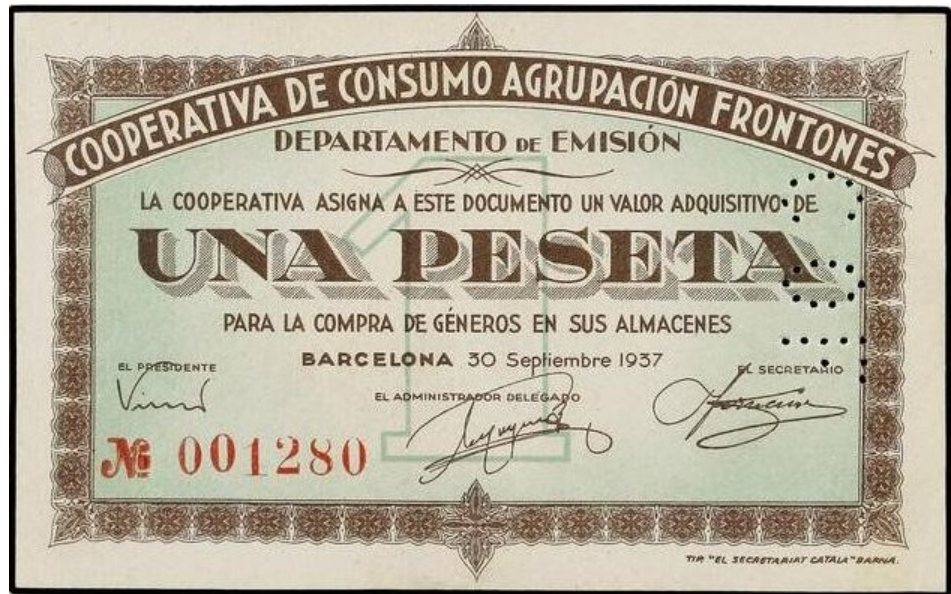 COOPERATIVA DE CONSUMO AGRUPACIÓN FRONTONES
DEPARTAMENTO DE EMISIÓN
1
LA COOPERATIVA ASIGNA A ESTE DOCUMENTO UN VALOR ADQUISITIVO DE
UNA PESETA
PARA LA COMPRA DE GÉNEROS EN SUS ALMACENES
BARCELONA 30 Septiembre 1937
EL PRESIDENTE
EL ADMINISTRADOR DELEGADO
EL SECRETARIO
№ 001280
TIP. "EL SECRETARIAT CATALA" BARNA.